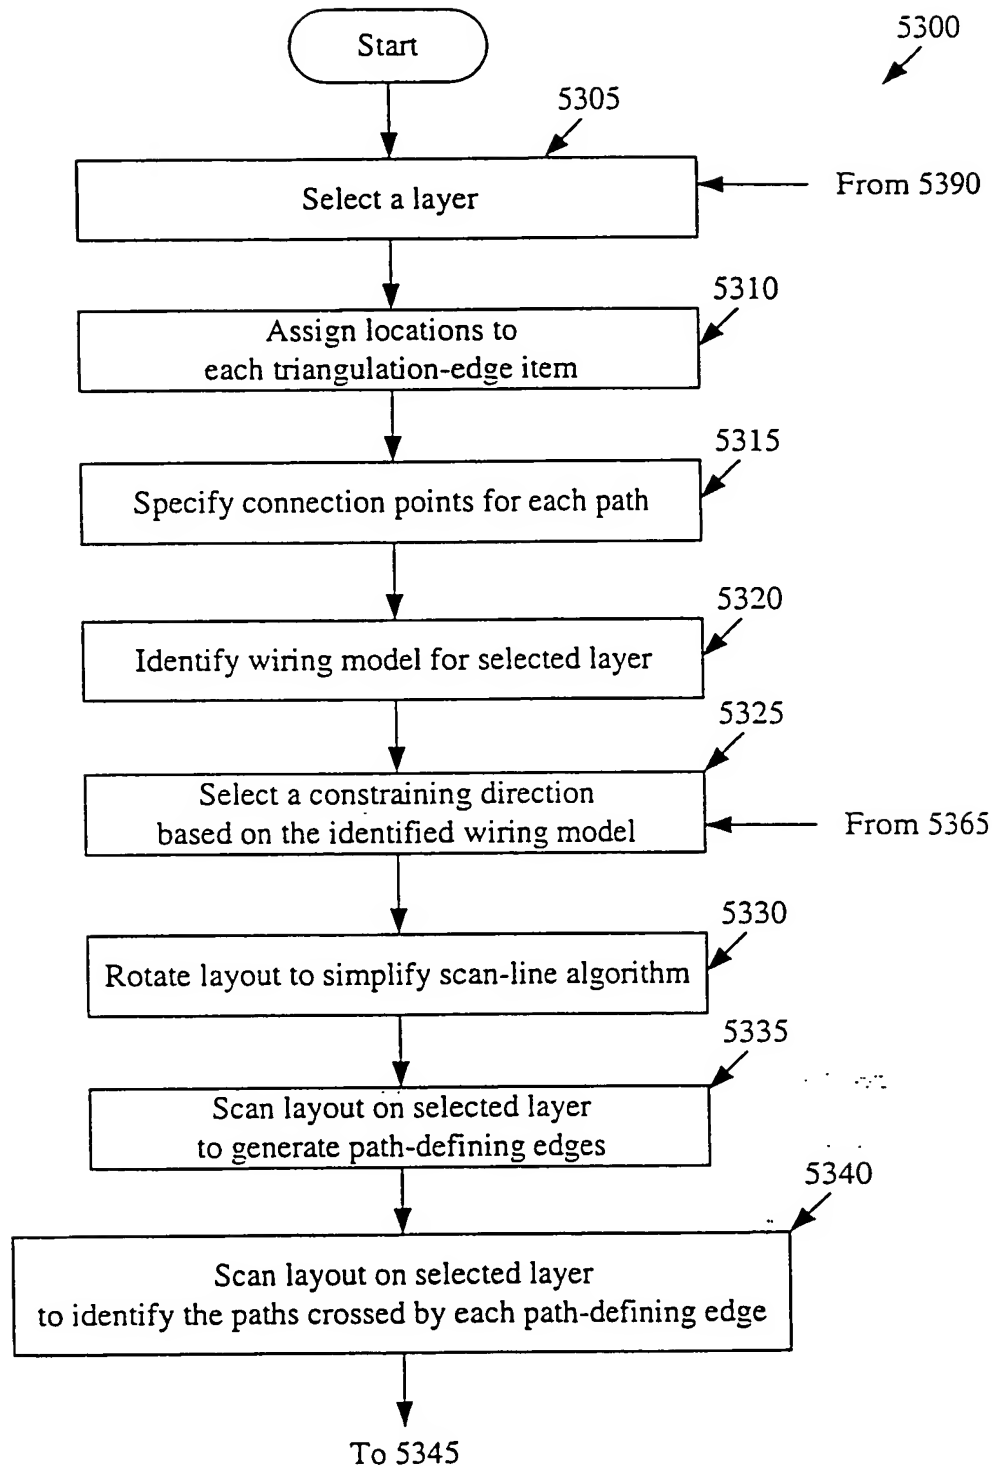 Start
5300
5305
Select a layer
From 5390
5310
Assign locations to
each triangulation-edge item
5315
Specify connection points for each path
5320
Identify wiring model for selected layer
5325
Select a constraining direction
based on the identified wiring model
From 5365
5330
Rotate layout to simplify scan-line algorithm
5335
Scan layout on selected layer
to generate path-defining edges
5340
Scan layout on selected layer
to identify the paths crossed by each path-defining edge
To 5345